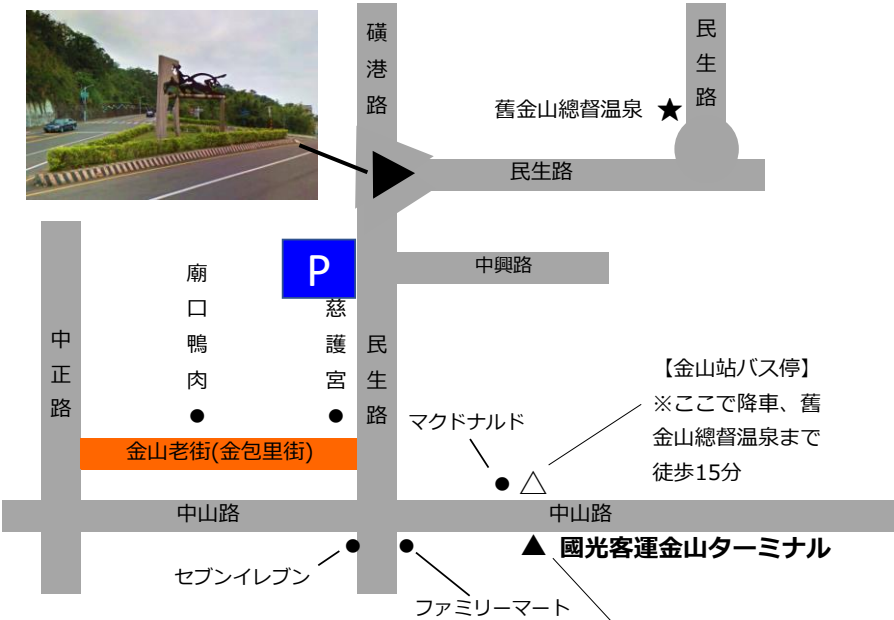 磺港路
民生路
舊金山總督温泉
民生路
P
中興路
廟口鴨肉
慈護宮
中正路
民生路
【金山站バス停】
※ここで降車、舊
金山總督温泉まで
徒歩15分
マクドナルド
金山老街(金包里街)
中山路
中山路
國光客運金山ターミナル
セブンイレブン
ファミリーマート